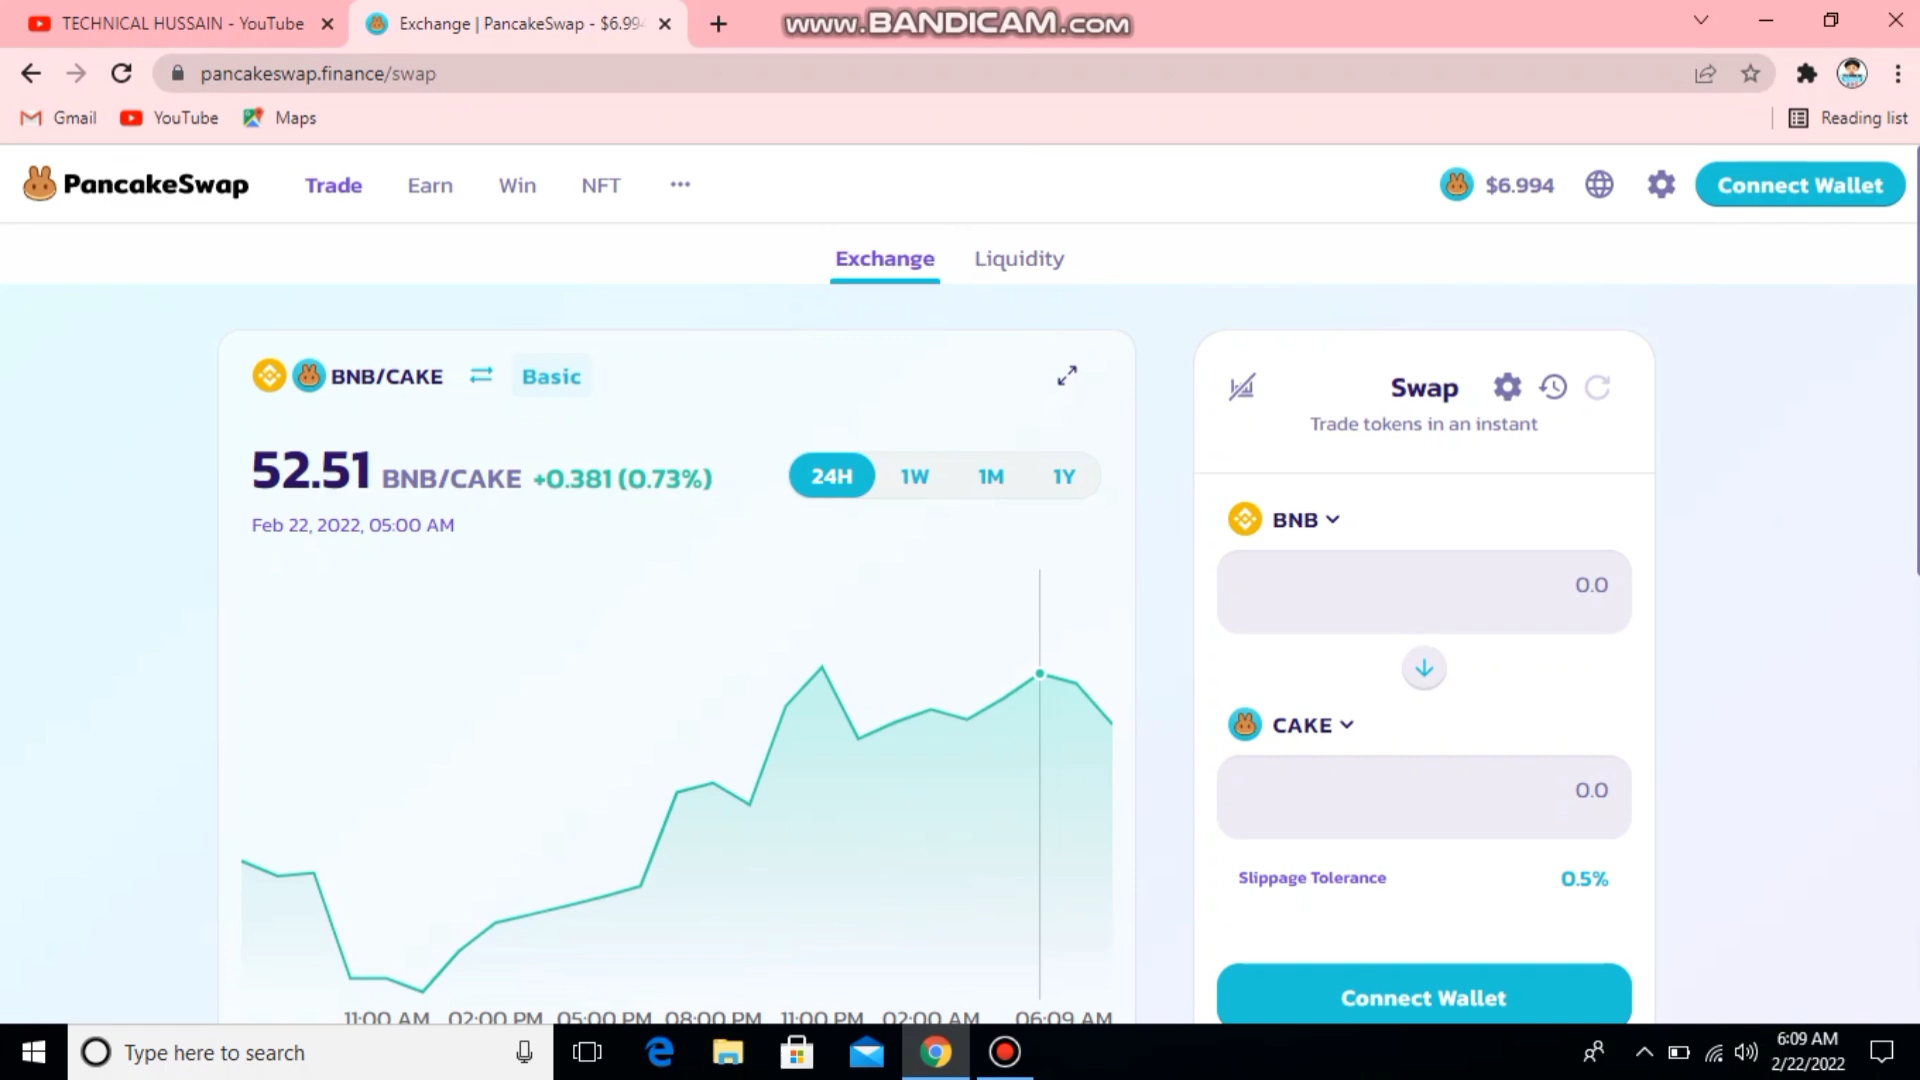 TECHNICAL HUSSAIN - YouTube
Exchange | PancakeSwap - $6.994
www.BANDICAM.com
pancakeswap.finance/swap
Gmail
YouTube
Maps
Reading list
PancakeSwap
Trade
Earn
Win
NFT
$6.994
Connect Wallet
Exchange
Liquidity
BNB/CAKE
Basic
52.51 BNB/CAKE +0.381 (0.73%)
24H
1W
1M
1Y
Feb 22, 2022, 05:00 AM
11:00 AM 02:00 PM 05:00 PM 08:00 PM 11:00 PM 02:00 AM 06:09 AM
Swap
Trade tokens in an instant
BNB
0.0
CAKE
0.0
Slippage Tolerance
0.5%
Connect Wallet
Type here to search
6:09 AM
2/22/2022